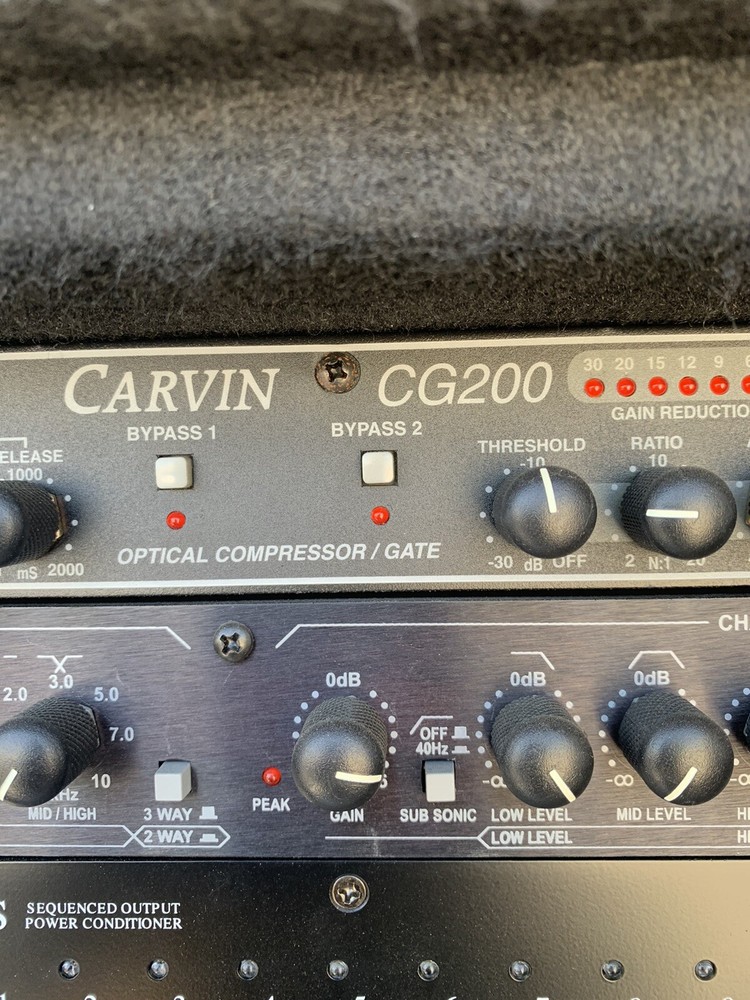 CARVIN CG200
30 20 15 12 9
GAIN REDUCTIO
BYPASS 1
BYPASS 2
THRESHOLD
RATIO
ELEASE
1000
-10
10
mS 2000
OPTICAL COMPRESSOR / GATE
-30 dB OFF
2 N:1 20
CH
2.0 3.0 5.0
7.0
10
kHz
MID / HIGH
3 WAY
2 WAY
PEAK
0dB
GAIN
OFF
40Hz
SUB SONIC
0dB
-∞
LOW LEVEL
LOW LEVEL
0dB
-∞
MID LEVEL
-∞
S SEQUENCED OUTPUT
POWER CONDITIONER